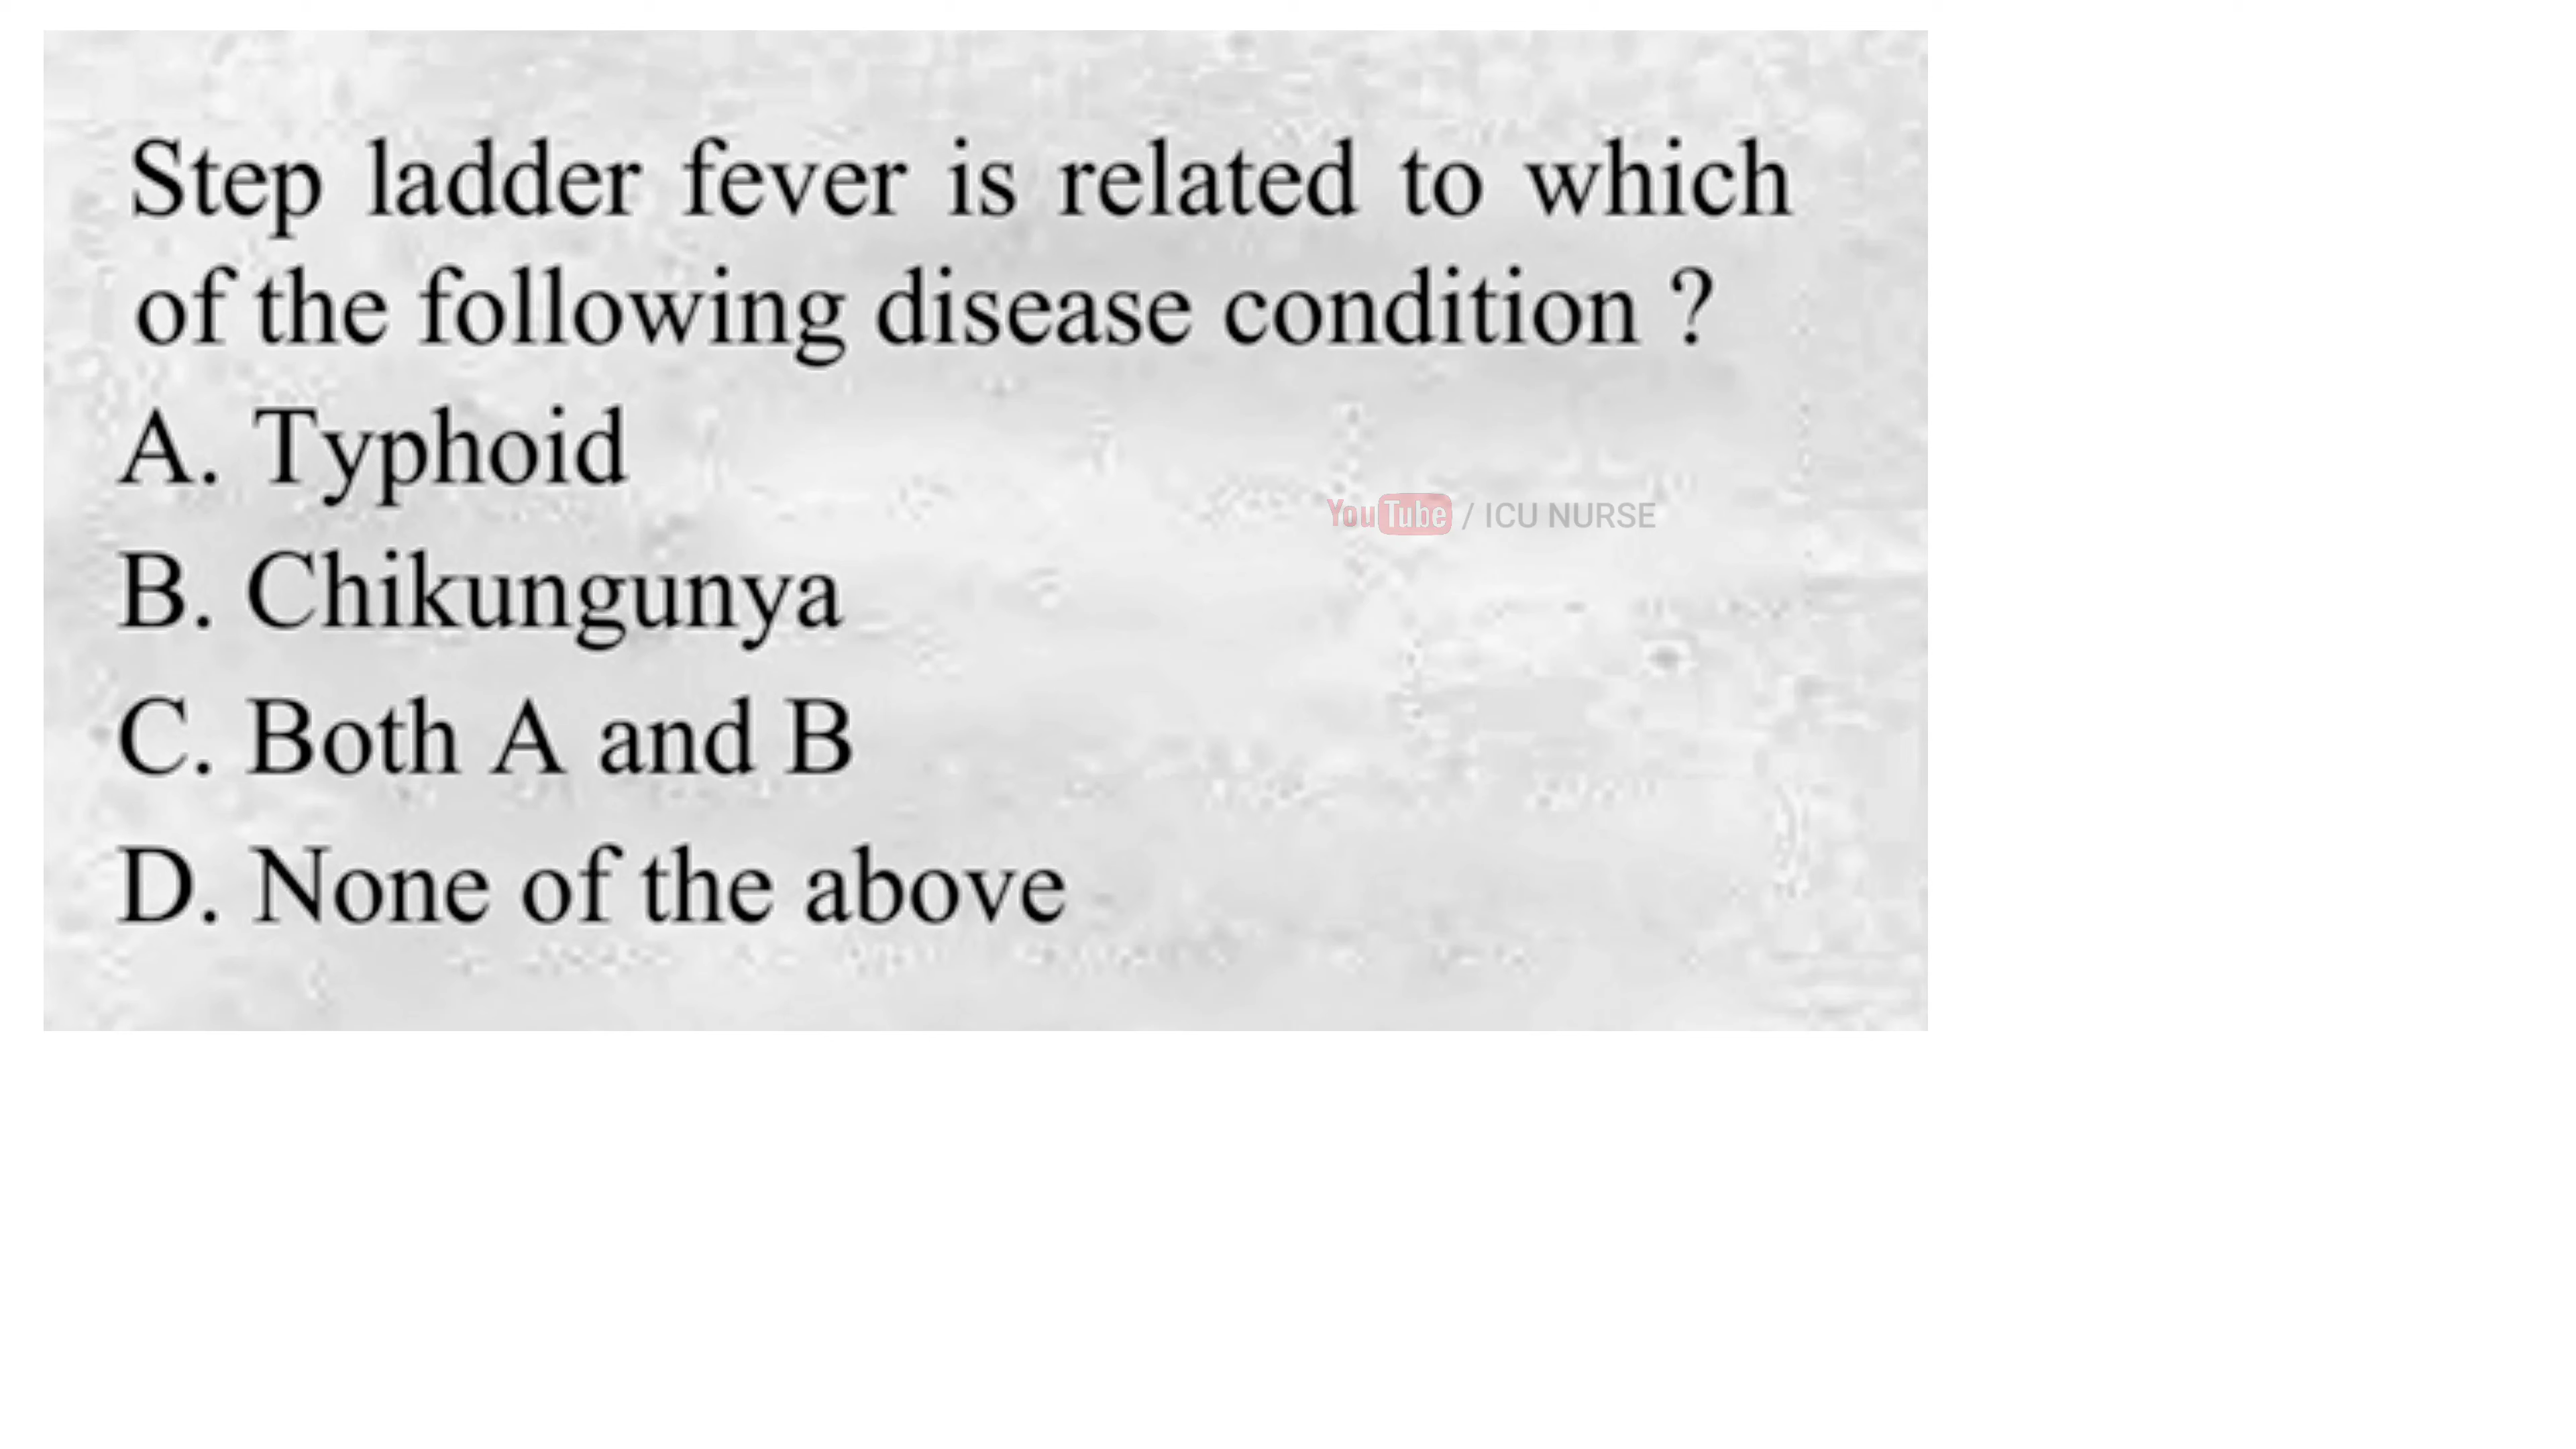 Step ladder fever is related to which
of the following disease condition ?
A. Typhoid
YouTube / ICU NURSE
B. Chikungunya
C. Both A and B
D. None of the above